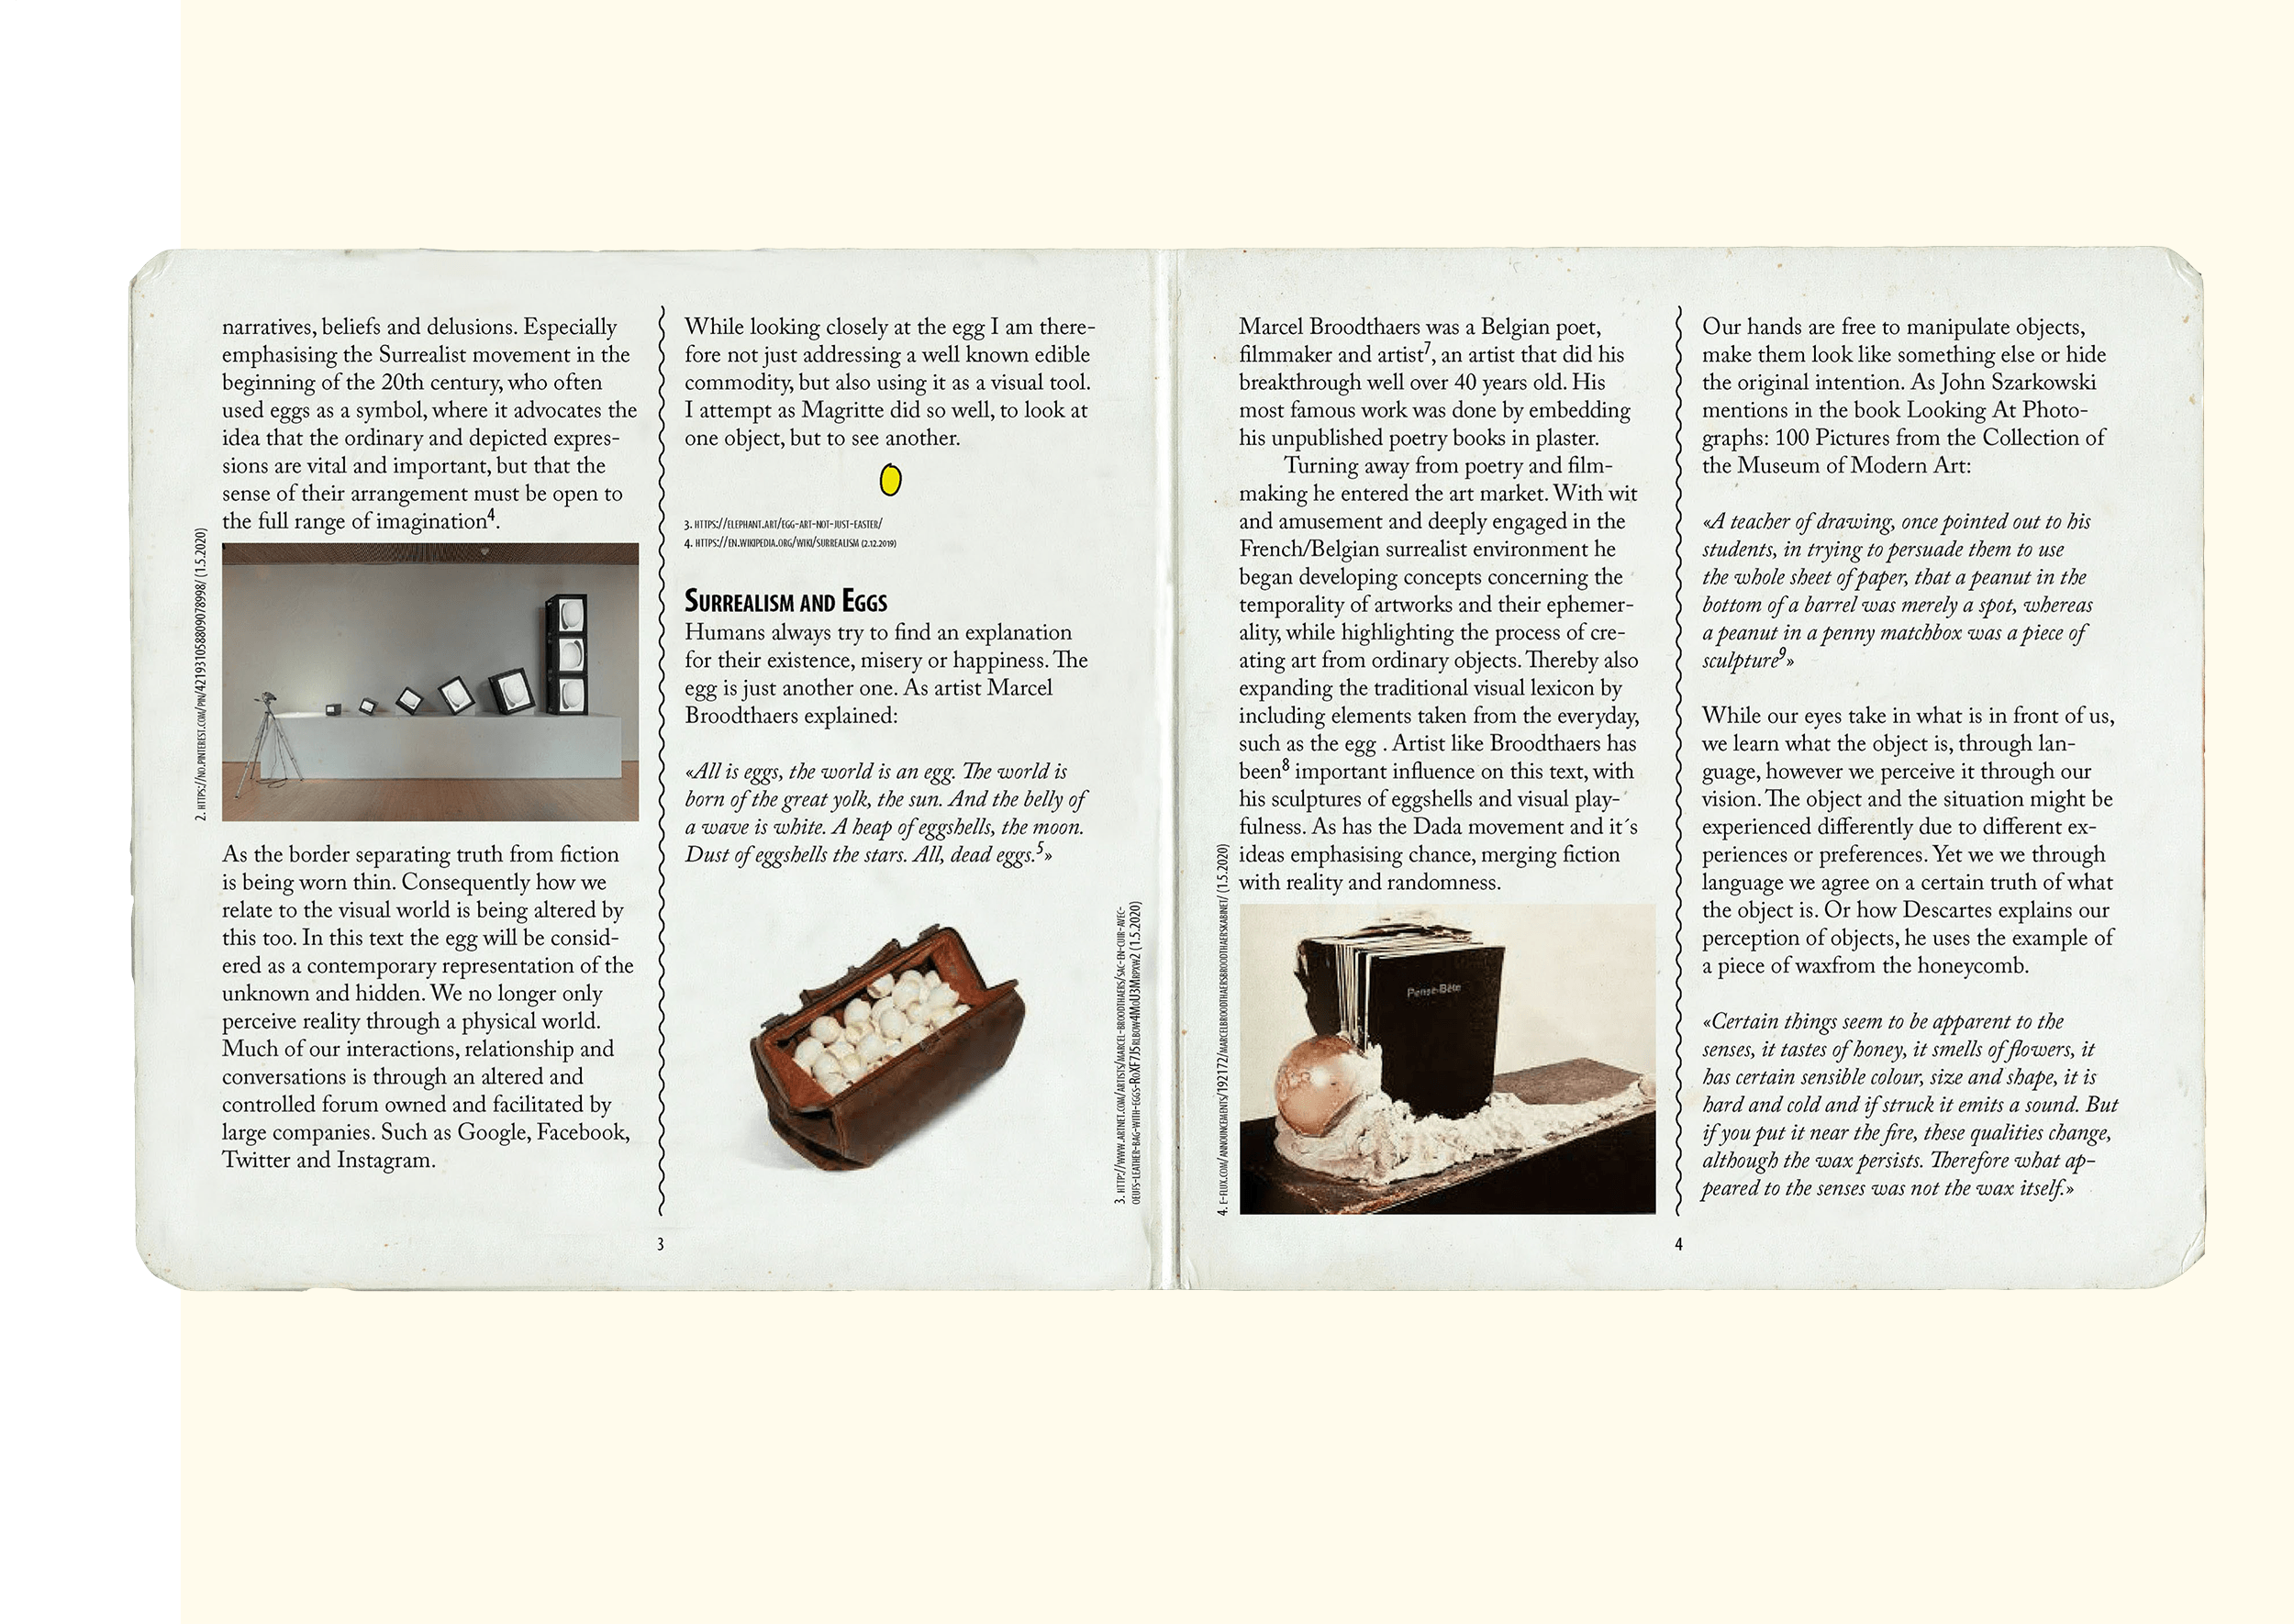 narratives, beliefs and delusions. Especially
emphasising the Surrealist movement in the
beginning of the 20th century, who often
used eggs as a symbol, where it advocates the
idea that the ordinary and depicted expres-
sions are vital and important, but that the
sense of their arrangement must be open to
the full range of imagination4.
2. HTTPS://NO.PINTEREST.COM/PIN/421931058809078998/ (1.5.2020)
As the border separating truth from fiction
is being worn thin. Consequently how we
relate to the visual world is being altered by
this too. In this text the egg will be consid-
ered as a contemporary representation of the
unknown and hidden. We no longer only
perceive reality through a physical world.
Much of our interactions, relationship and
conversations is through an altered and
controlled forum owned and facilitated by
large companies. Such as Google, Facebook,
Twitter and Instagram.
While looking closely at the egg I am there-
fore not just addressing a well known edible
commodity, but also using it as a visual tool.
I attempt as Magritte did so well, to look at
one object, but to see another.
3. HTTPS://ELEPHANT.ART/EGG-ART-NOT-JUST-EASTER/
4. HTTPS://EN.WIKIPEDIA.ORG/WIKI/SURREALISM (2.12.2019)
SURREALISM AND EGGS
Humans always try to find an explanation
for their existence, misery or happiness. The
egg is just another one. As artist Marcel
Broodthaers explained:
«All is eggs, the world is an egg. The world is
born of the great yolk, the sun. And the belly of
a wave is white. A heap of eggshells, the moon.
Dust of eggshells the stars. All, dead eggs.5»
3. HTTP://WWW.ARTNET.COM/ARTISTS/MARCEL-BROODTHAERS/SAC-EN-CUIR-AVEC-
OEUFS-LEATHER-BAG-WITH-EGGS-
3
Marcel Broodthaers was a Belgian poet,
filmmaker and artist7, an artist that did his
breakthrough well over 40 years old. His
most famous work was done by embedding
his unpublished poetry books in plaster.
Turning away from poetry and film-
making he entered the art market. With wit
and amusement and deeply engaged in the
French/Belgian surrealist environment he
began developing concepts concerning the
temporality of artworks and their ephemer-
ality, while highlighting the process of cre-
ating art from ordinary objects. Thereby also
expanding the traditional visual lexicon by
including elements taken from the everyday,
such as the egg . Artist like Broodthaers has
been8 important influence on this text, with
his sculptures of eggshells and visual play-
fulness. As has the Dada movement and it´s
ideas emphasising chance, merging fiction
with reality and randomness.
4. E-FLUX.COM/ANNOUNCEMENTS/192172/MARCELBROODTHAERSBROODTHAERSKABINET/ (1.5.2020)
Pense-Bête
Our hands are free to manipulate objects,
make them look like something else or hide
the original intention. As John Szarkowski
mentions in the book Looking At Photo-
graphs: 100 Pictures from the Collection of
the Museum of Modern Art:
«A teacher of drawing, once pointed out to his
students, in trying to persuade them to use
the whole sheet of paper, that a peanut in the
bottom of a barrel was merely a spot, whereas
a peanut in a penny matchbox was a piece of
sculpture9»
While our eyes take in what is in front of us,
we learn what the object is, through lan-
guage, however we perceive it through our
vision. The object and the situation might be
experienced differently due to different ex-
periences or preferences. Yet we we through
language we agree on a certain truth of what
the object is. Or how Descartes explains our
perception of objects, he uses the example of
a piece of waxfrom the honeycomb.
«Certain things seem to be apparent to the
senses, it tastes of honey, it smells of flowers, it
has certain sensible colour, size and shape, it is
hard and cold and if struck it emits a sound. But
if you put it near the fire, these qualities change,
although the wax persists. Therefore what ap-
peared to the senses was not the wax itself.»
4